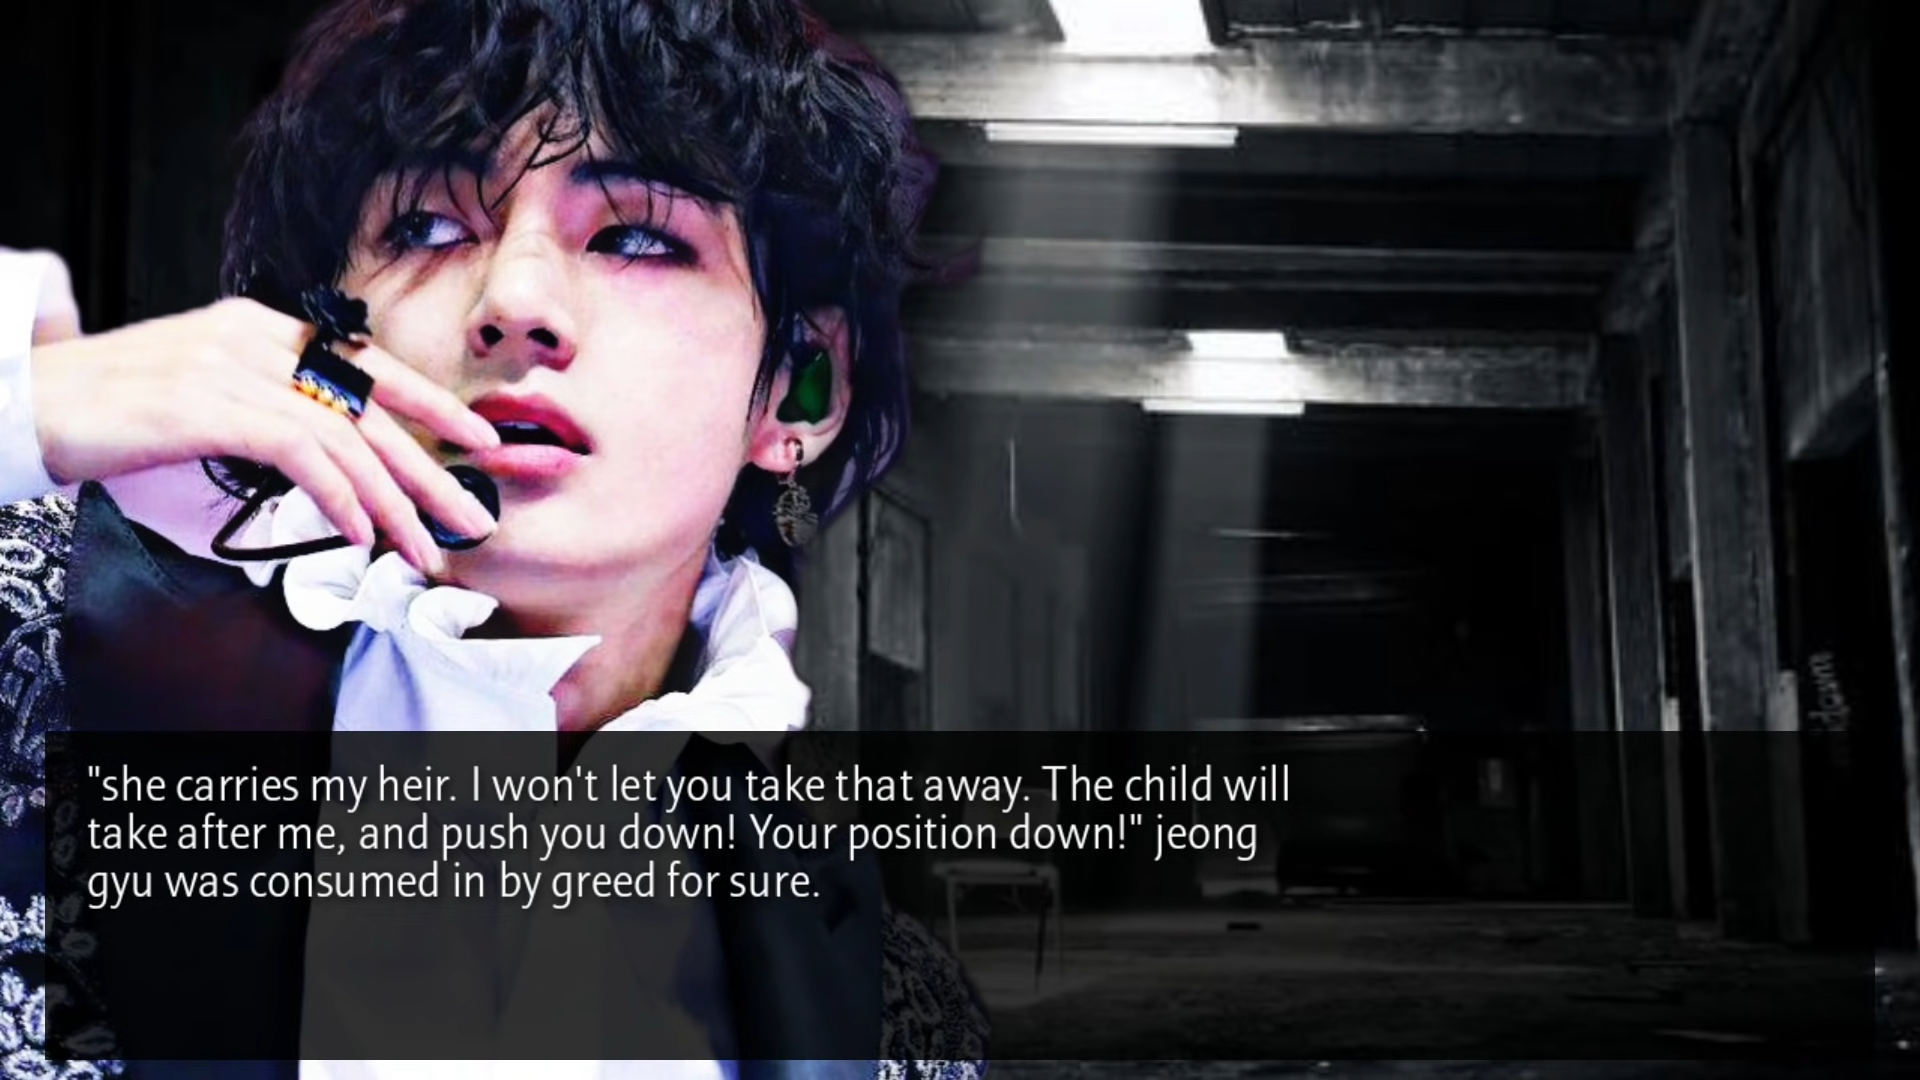 "she carries my heir. I won't let you take that away. The child will
take after me, and push you down! Your position down!" jeong
gyu was consumed in by greed for sure.